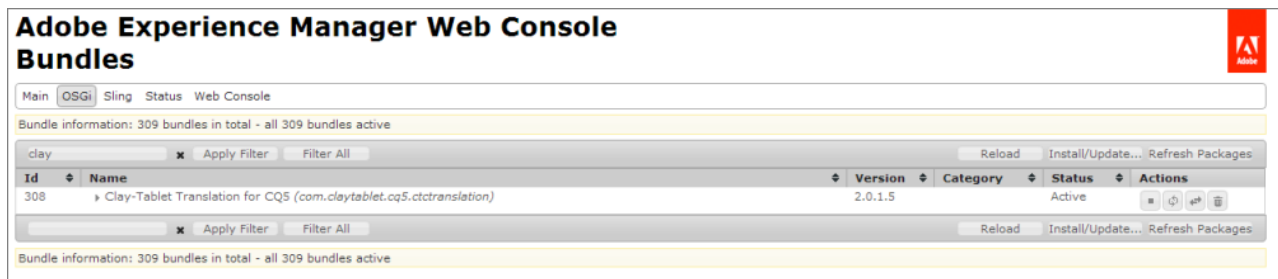 Adobe Experience Manager Web Console
Bundles
Adobe
Main OSGi Sling Status Web Console
Bundle information: 309 bundles in total - all 309 bundles active
clay Apply Filter Filter All Reload Install/Update... Refresh Packages
Id Name Version Category Status Actions
308 Clay-Tablet Translation for CQ5 (com.claytablet.cq5.ctctranslation) 2.0.1.5 Active
Apply Filter Filter All Reload Install/Update... Refresh Packages
Bundle information: 309 bundles in total - all 309 bundles active